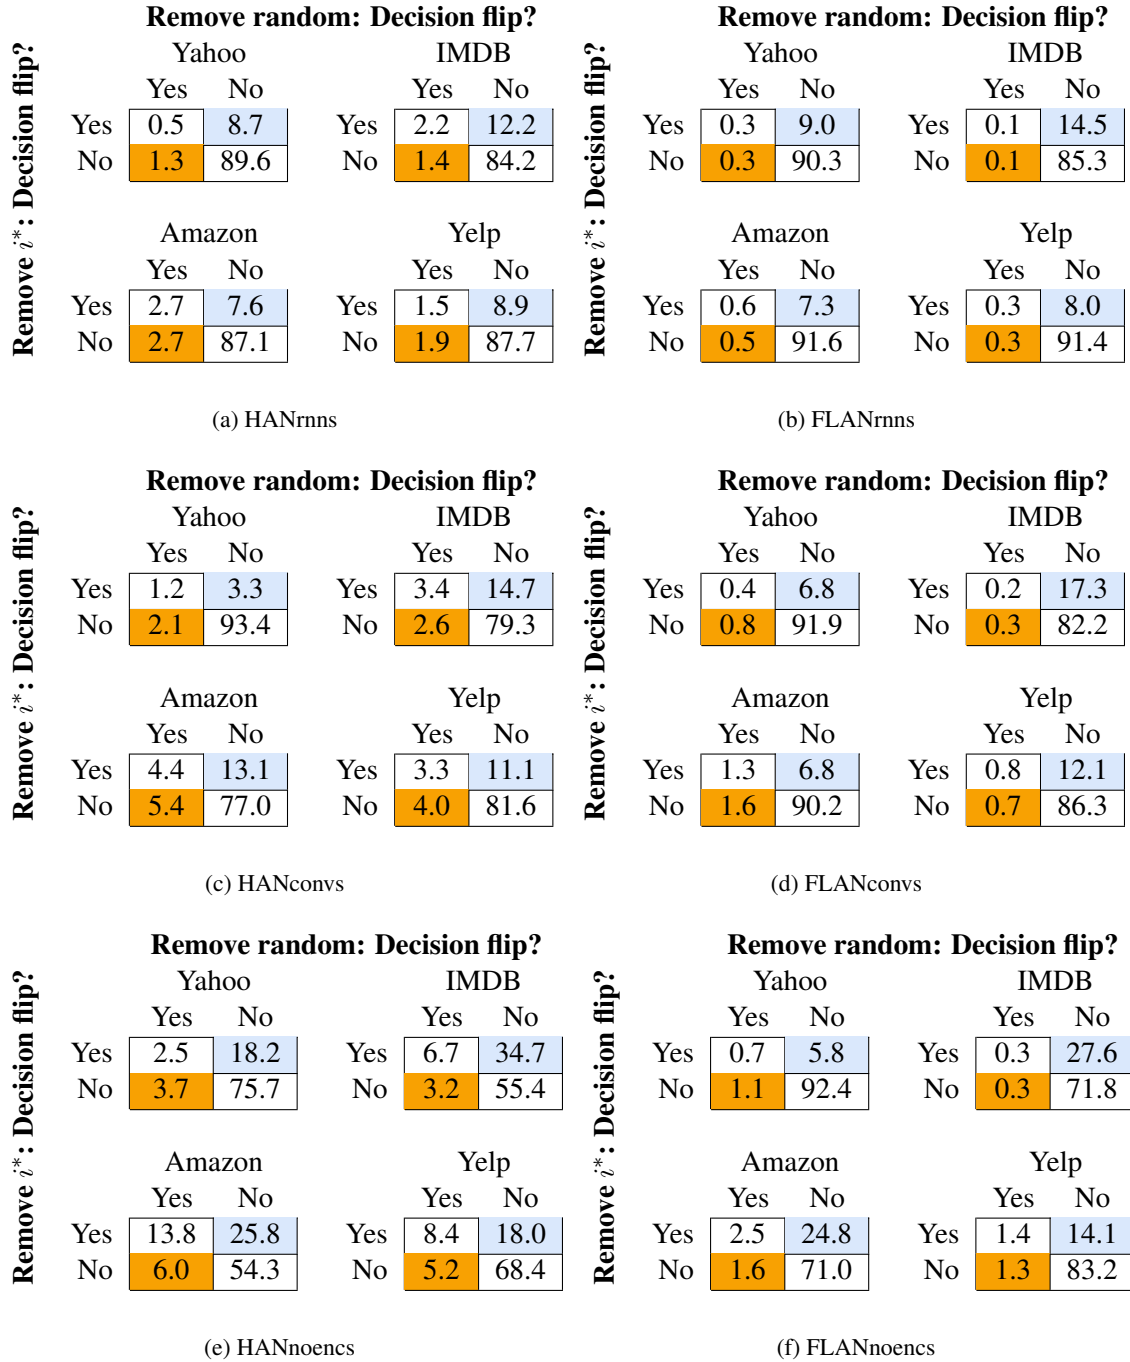 Remove random: Decision flip?
Remove i*: Decision flip?
Yahoo IMDB
Yes No Yes No
Yes 0.5 8.7 Yes 2.2 12.2
No 1.3 89.6 No 1.4 84.2
Amazon Yelp
Yes No Yes No
Yes 2.7 7.6 Yes 1.5 8.9
No 2.7 87.1 No 1.9 87.7
(a) HANrnns
Remove random: Decision flip?
Remove i*: Decision flip?
Yahoo IMDB
Yes No Yes No
Yes 0.3 9.0 Yes 0.1 14.5
No 0.3 90.3 No 0.1 85.3
Amazon Yelp
Yes No Yes No
Yes 0.6 7.3 Yes 0.3 8.0
No 0.5 91.6 No 0.3 91.4
(b) FLANrnns
Remove random: Decision flip?
Remove i*: Decision flip?
Yahoo IMDB
Yes No Yes No
Yes 1.2 3.3 Yes 3.4 14.7
No 2.1 93.4 No 2.6 79.3
Amazon Yelp
Yes No Yes No
Yes 4.4 13.1 Yes 3.3 11.1
No 5.4 77.0 No 4.0 81.6
(c) HANconvs
Remove random: Decision flip?
Remove i*: Decision flip?
Yahoo IMDB
Yes No Yes No
Yes 0.4 6.8 Yes 0.2 17.3
No 0.8 91.9 No 0.3 82.2
Amazon Yelp
Yes No Yes No
Yes 1.3 6.8 Yes 0.8 12.1
No 1.6 90.2 No 0.7 86.3
(d) FLANconvs
Remove random: Decision flip?
Remove i*: Decision flip?
Yahoo IMDB
Yes No Yes No
Yes 2.5 18.2 Yes 6.7 34.7
No 3.7 75.7 No 3.2 55.4
Amazon Yelp
Yes No Yes No
Yes 13.8 25.8 Yes 8.4 18.0
No 6.0 54.3 No 5.2 68.4
(e) HANnoencs
Remove random: Decision flip?
Remove i*: Decision flip?
Yahoo IMDB
Yes No Yes No
Yes 0.7 5.8 Yes 0.3 27.6
No 1.1 92.4 No 0.3 71.8
Amazon Yelp
Yes No Yes No
Yes 2.5 24.8 Yes 1.4 14.1
No 1.6 71.0 No 1.3 83.2
(f) FLANnoencs